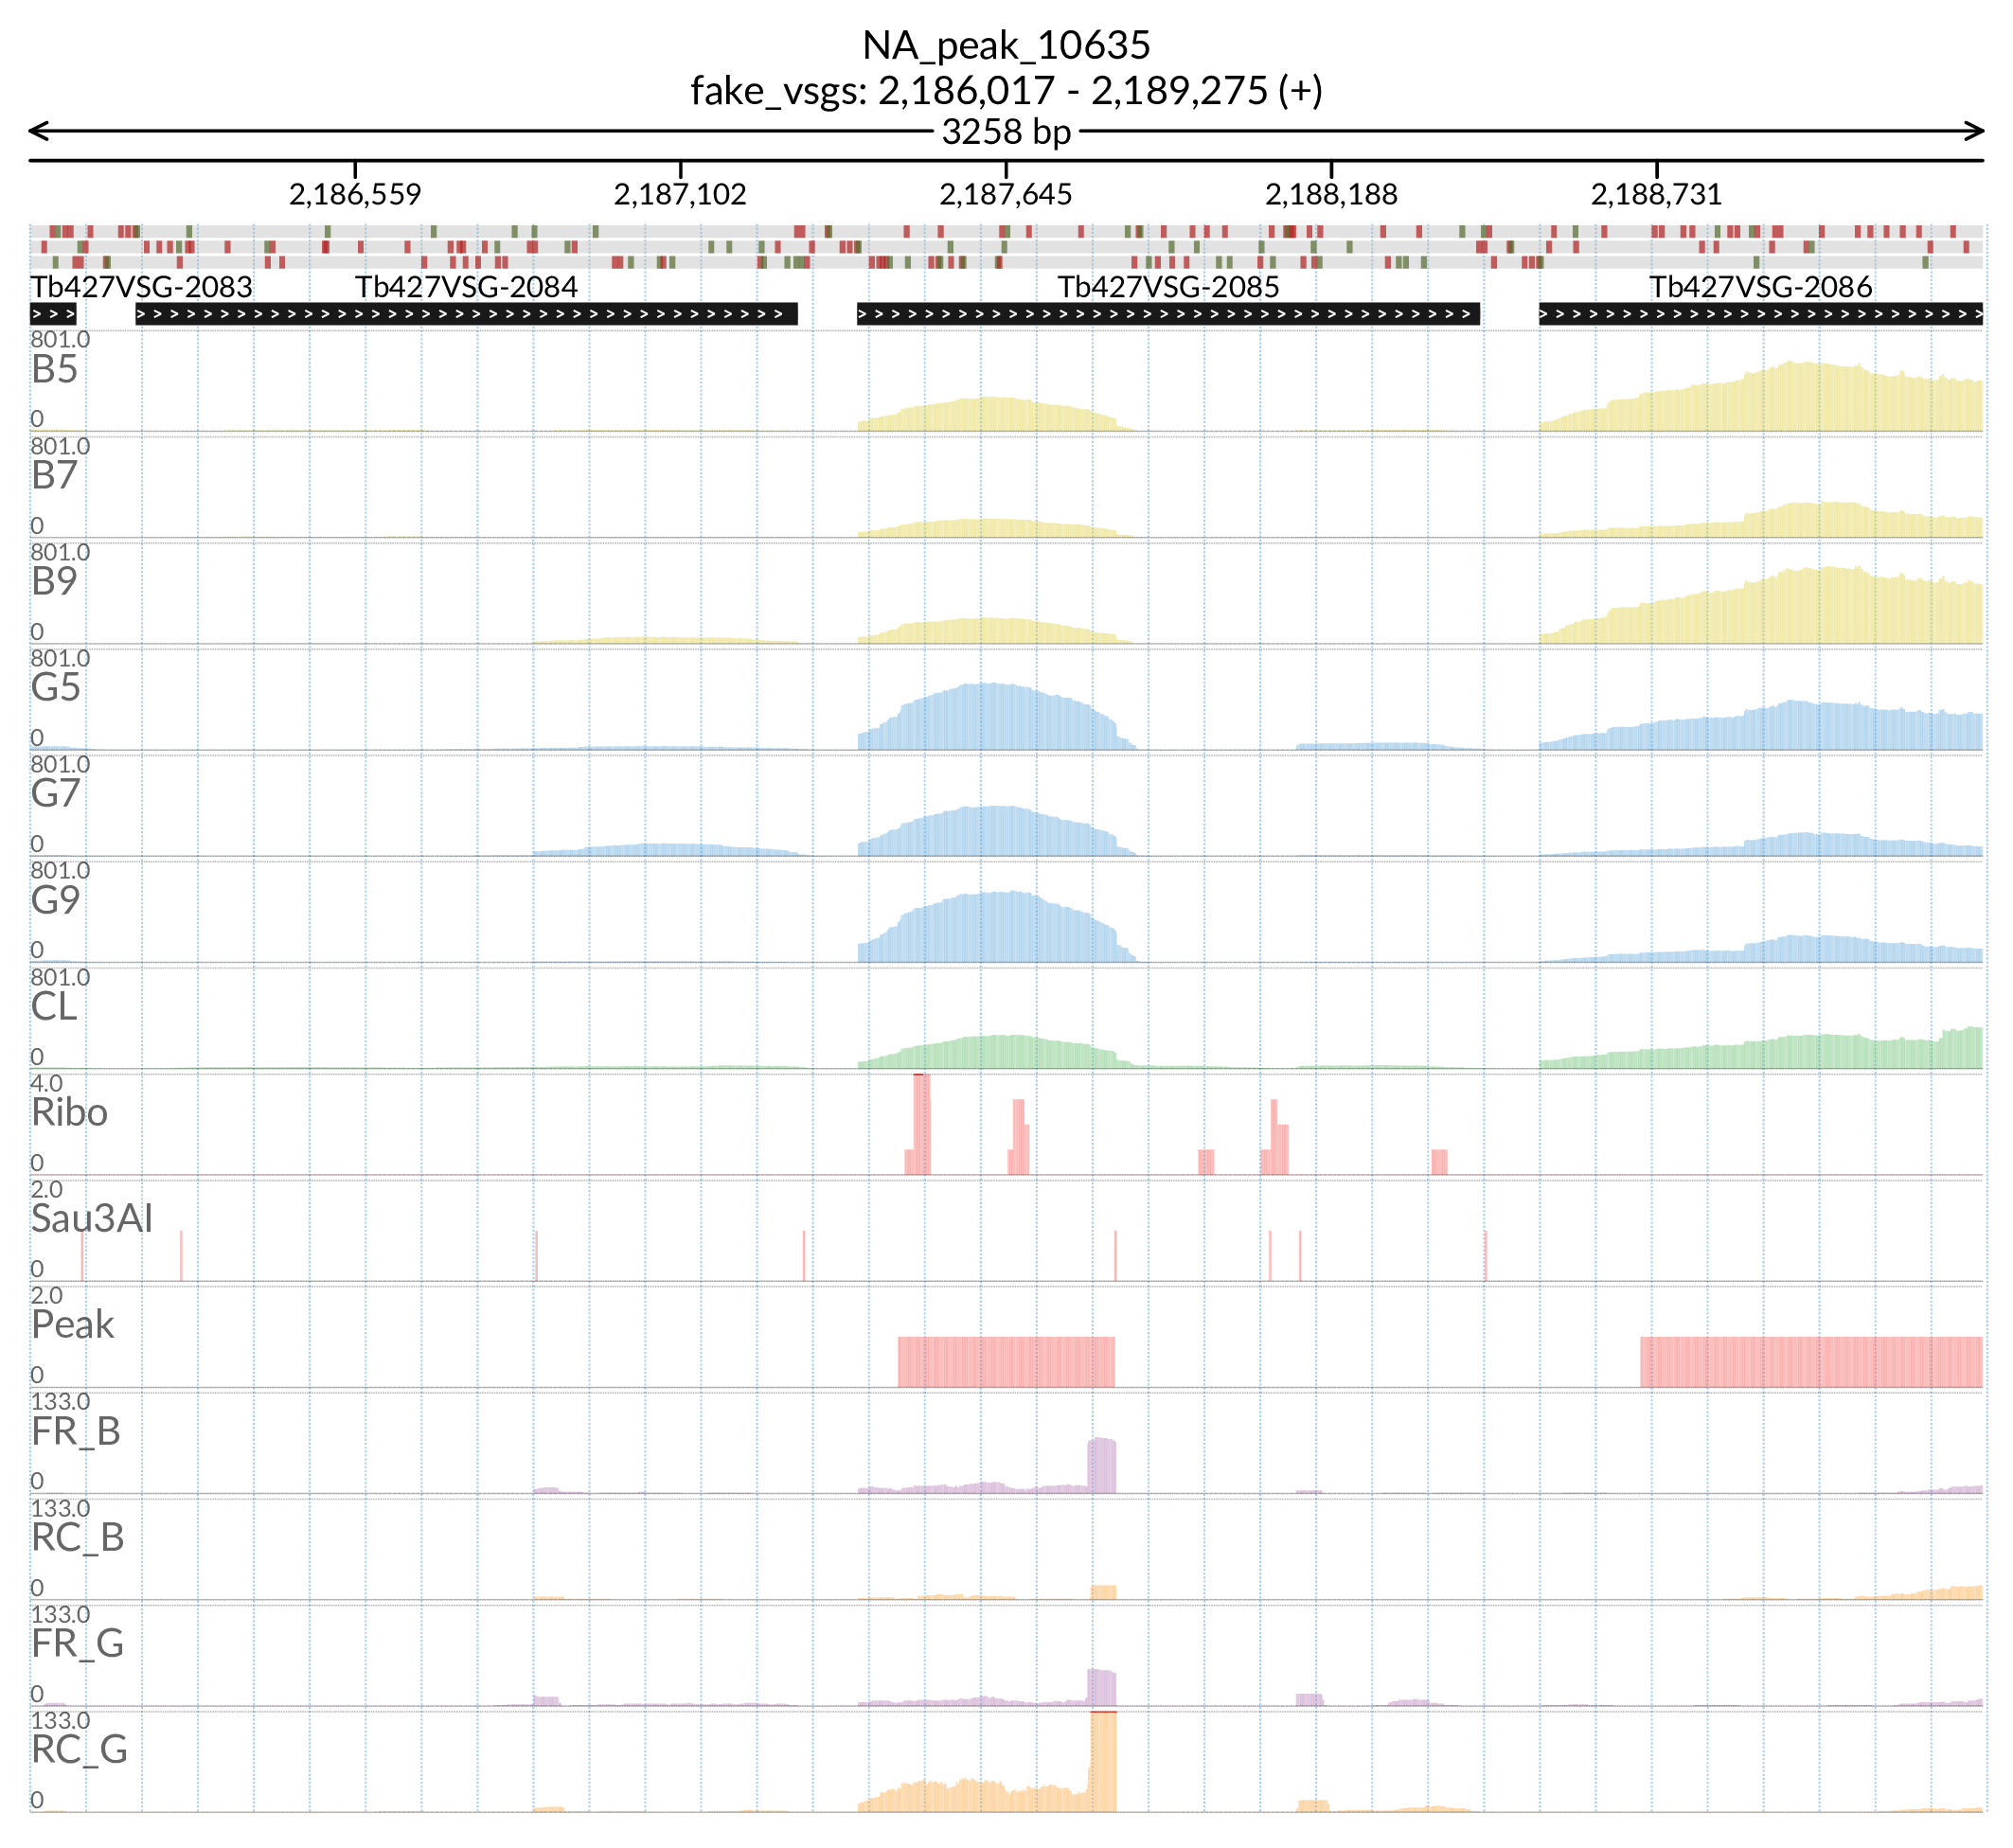 NA_peak_10635
fake_vsgs: 2,186,017 - 2,189,275 (+)
3258 bp
2,186,559 2,187,102 2,187,645 2,188,188 2,188,731
Tb427VSG-2083 Tb427VSG-2084 Tb427VSG-2085 Tb427VSG-2086
801.0
B5
0
801.0
B7
0
801.0
B9
0
801.0
G5
0
801.0
G7
0
801.0
G9
0
801.0
CL
0
4.0
Ribo
0
2.0
Sau3AI
0
2.0
Peak
0
133.0
FR_B
0
133.0
RC_B
0
133.0
FR_G
0
133.0
RC_G
0